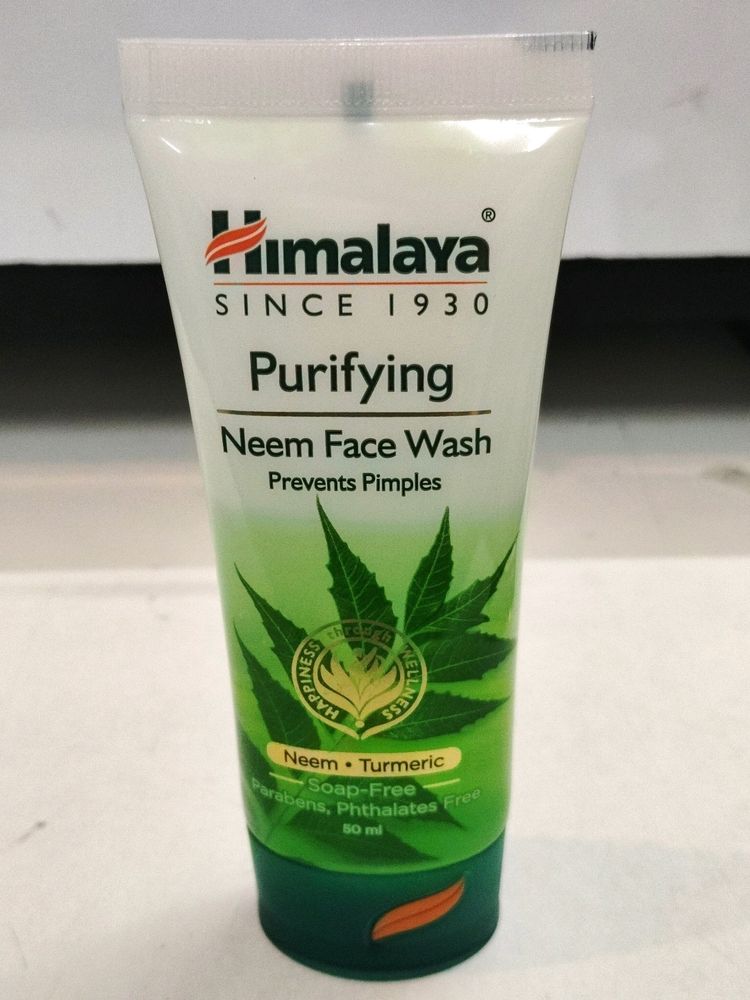 Himalaya®
SINCE 1930
Purifying
Neem Face Wash
Prevents Pimples
HAPPINESS through WELLNESS
Neem • Turmeric
Soap-Free
Parabens, Phthalates Free
50 ml